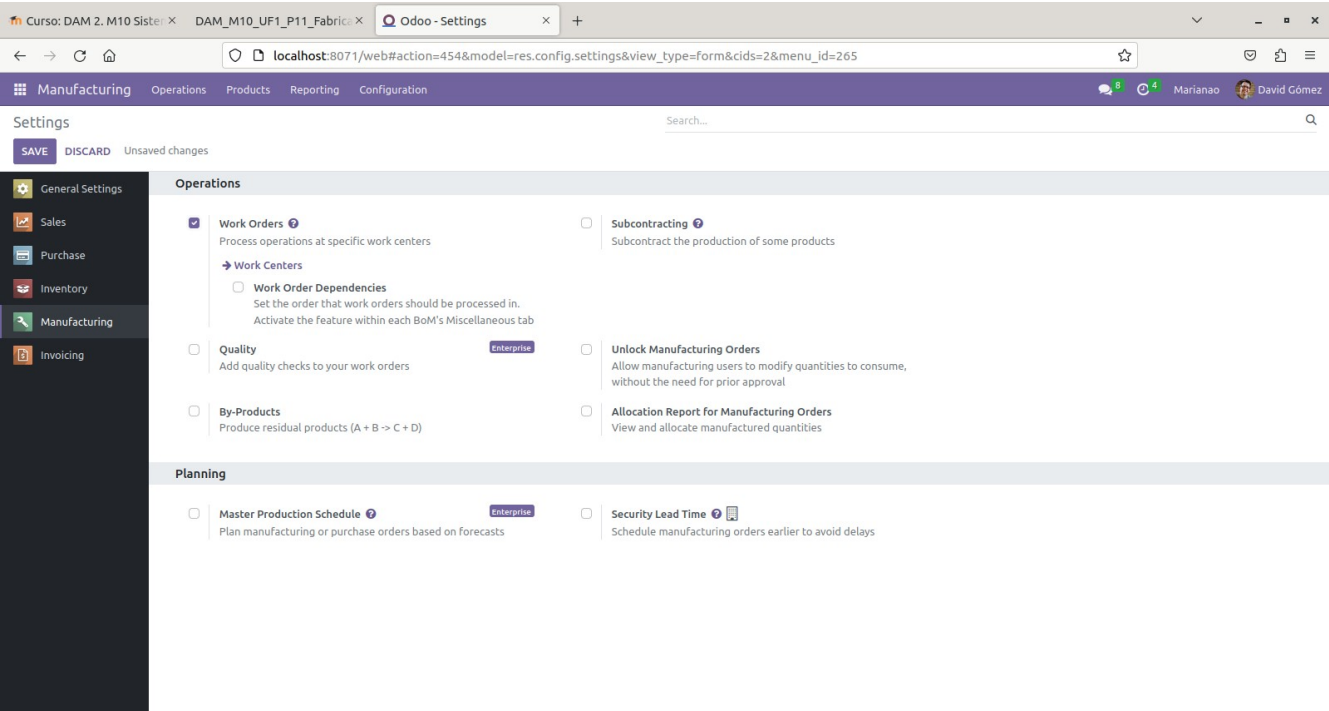 Curso: DAM 2. M10 Sister
DAM_M10_UF1_P11_Fabrica
Odoo - Settings
localhost:8071/web#action=454&model=res.config.settings&view_type=form&cids=2&menu_id=265
Manufacturing Operations Products Reporting Configuration 8 4 Marianao David Gómez
Settings
Search...
SAVE DISCARD Unsaved changes
General Settings
Sales
Purchase
Inventory
Manufacturing
Invoicing
Operations
Work Orders
Process operations at specific work centers
Work Centers
Work Order Dependencies
Set the order that work orders should be processed in.
Activate the feature within each BoM's Miscellaneous tab
Subcontracting
Subcontract the production of some products
Quality Enterprise
Add quality checks to your work orders
Unlock Manufacturing Orders
Allow manufacturing users to modify quantities to consume,
without the need for prior approval
By-Products
Produce residual products (A + B -> C + D)
Allocation Report for Manufacturing Orders
View and allocate manufactured quantities
Planning
Master Production Schedule Enterprise
Plan manufacturing or purchase orders based on forecasts
Security Lead Time
Schedule manufacturing orders earlier to avoid delays